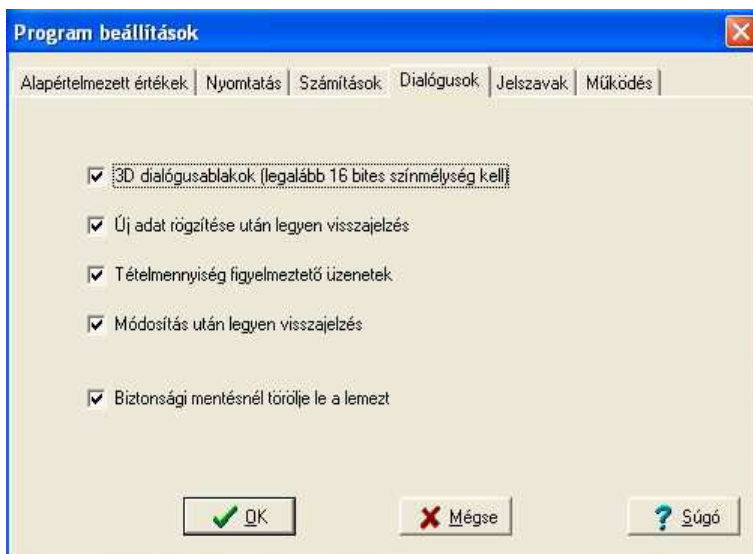 Program beállítások
Alapértelmezett értékek Nyomtatás Számítások Dialógusok Jelszavak Működés
3D dialógusablakok (legalább 16 bites színmélység kell)
Új adat rögzítése után legyen visszajelzés
Tételmennyiség figyelmeztető üzenetek
Módosítás után legyen visszajelzés
Biztonsági mentésnél törölje le a lemezt
OK Mégse Súgó